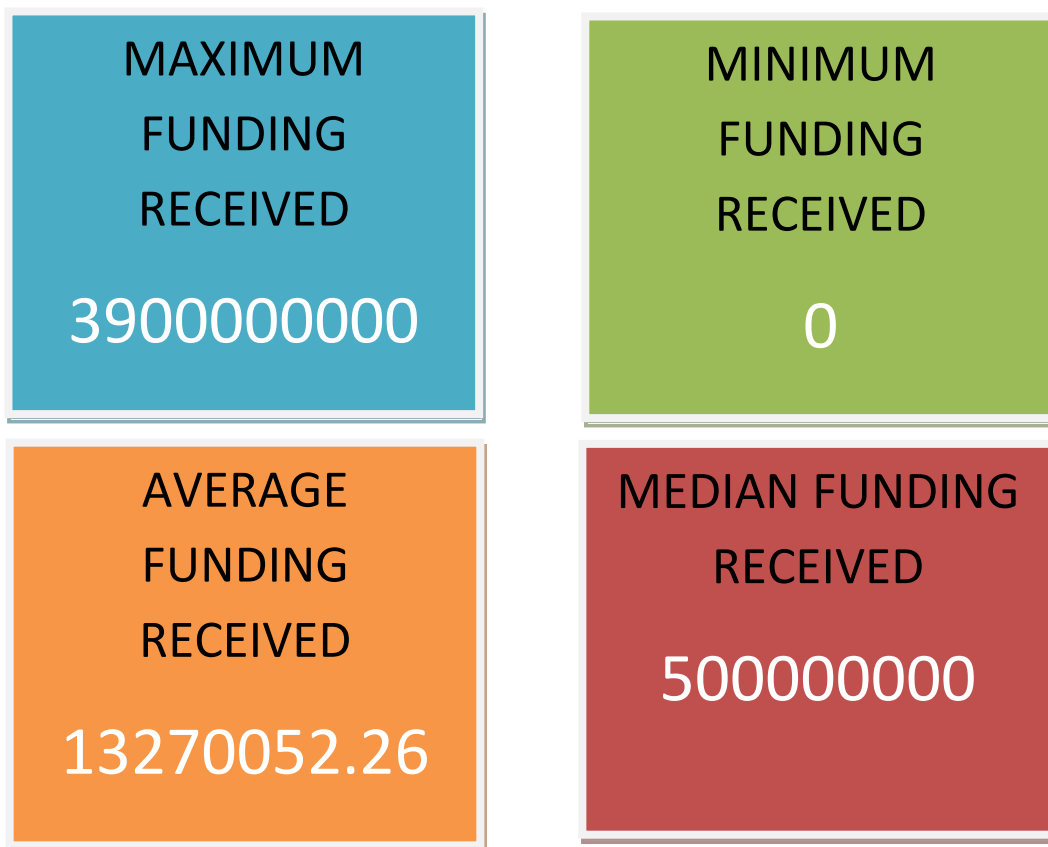 MAXIMUM
FUNDING
RECEIVED
3900000000
MINIMUM
FUNDING
RECEIVED
0
AVERAGE
FUNDING
RECEIVED
13270052.26
MEDIAN FUNDING
RECEIVED
500000000